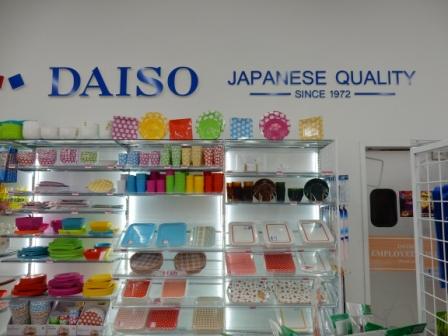 DAISO
JAPANESE QUALITY
SINCE 1972
EMPLOYEE